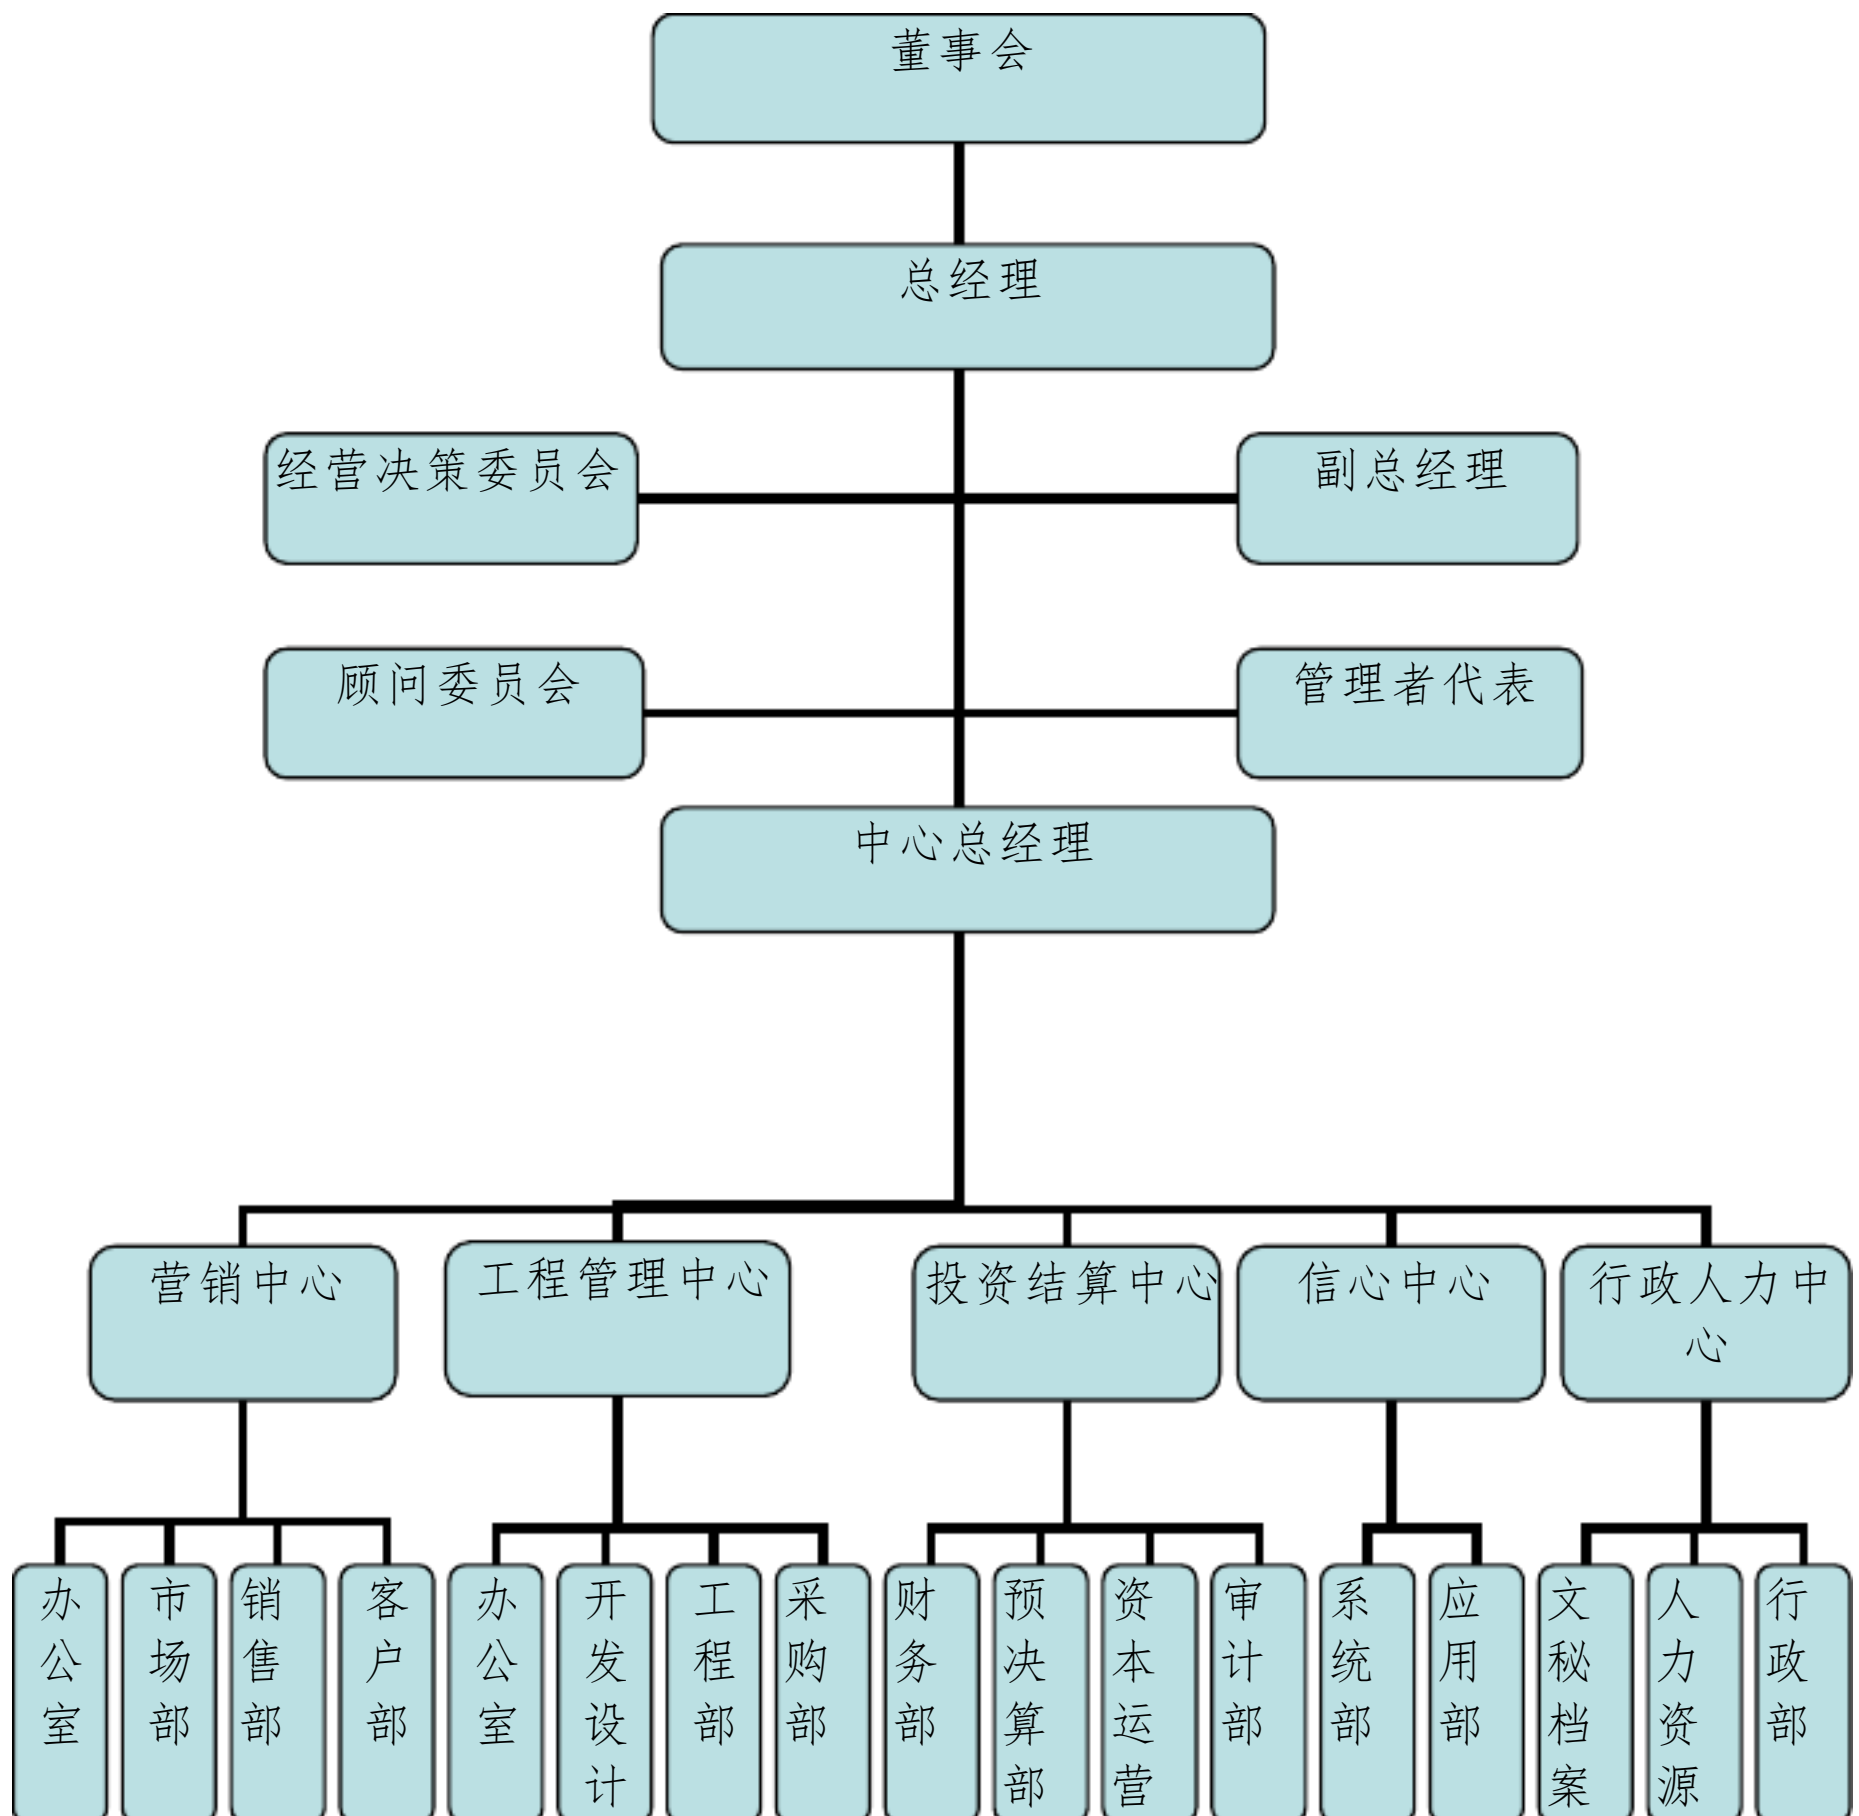 董事会
总经理
经营决策委员会
副总经理
顾问委员会
管理者代表
中心总经理
营销中心
工程管理中心
投资结算中心
信心中心
行政人力中
心
办公室
市场部
销售部
客户部
办公室
开发设计
工程部
采购部
财务部
预决算部
资本运营
审计部
系统部
应用部
文秘档案
人力资源
行政部